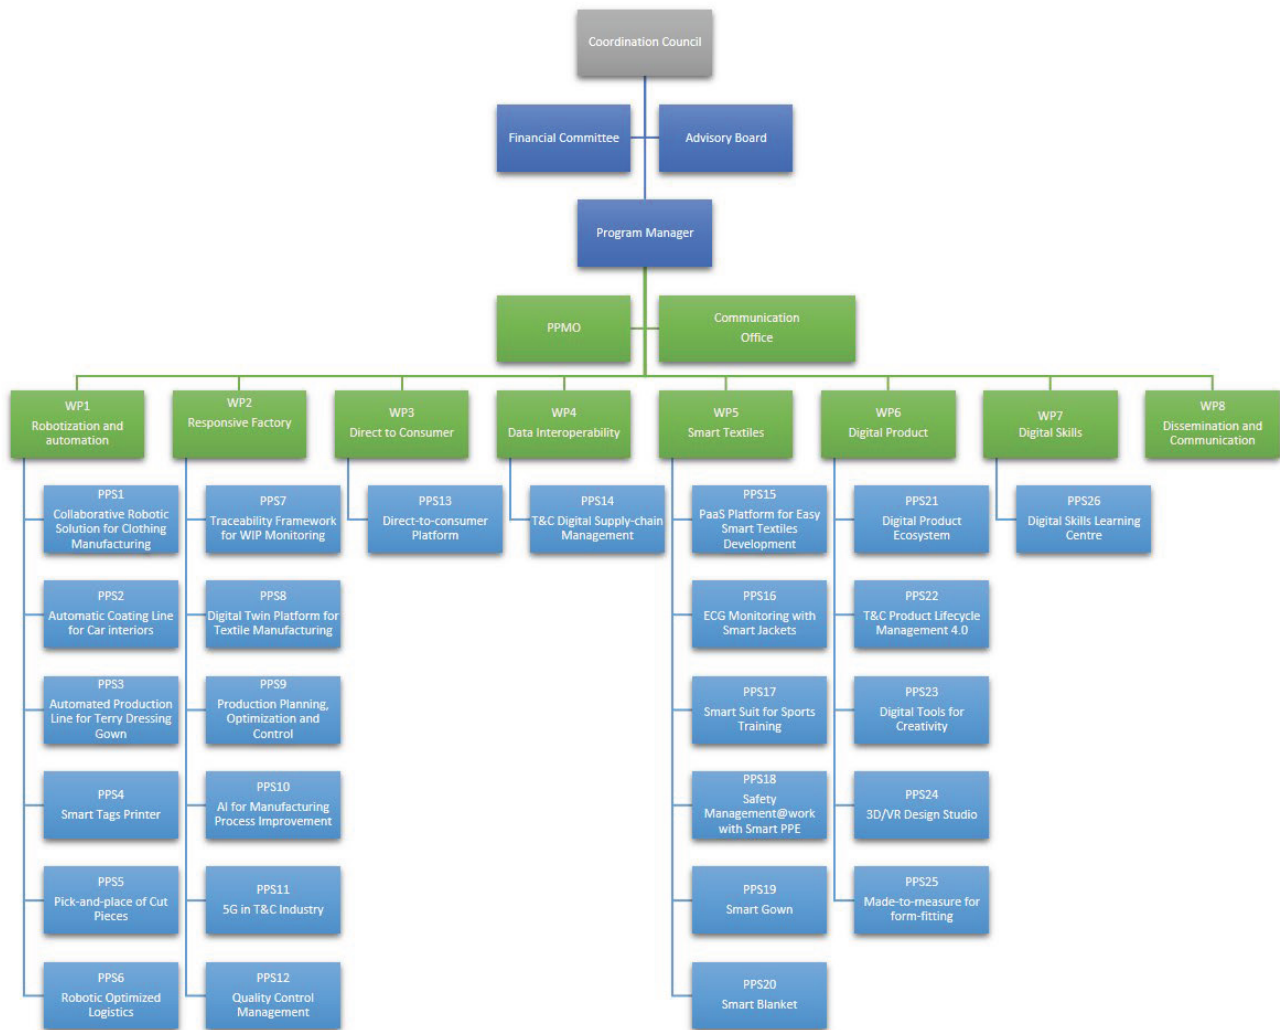 Coordination Council
Financial Committee
Advisory Board
Program Manager
PPMO
Communication
Office
WP1
Robotization and
automation
WP2
Responsive Factory
WP3
Direct to Consumer
WP4
Data Interoperability
WP5
Smart Textiles
WP6
Digital Product
WP7
Digital Skills
WP8
Dissemination and
Communication
PPS1
Collaborative Robotic
Solution for Clothing
Manufacturing
PPS2
Automatic Coating Line
for Car interiors
PPS3
Automated Production
Line for Terry Dressing
Gown
PPS4
Smart Tags Printer
PPS5
Pick-and-place of Cut
Pieces
PPS6
Robotic Optimized
Logistics
PPS7
Traceability Framework
for WIP Monitoring
PPS8
Digital Twin Platform for
Textile Manufacturing
PPS9
Production Planning,
Optimization and
Control
PPS10
AI for Manufacturing
Process Improvement
PPS11
5G in T&C Industry
PPS12
Quality Control
Management
PPS13
Direct-to-consumer
Platform
PPS14
T&C Digital Supply-chain
Management
PPS15
PaaS Platform for Easy
Smart Textiles
Development
PPS16
ECG Monitoring with
Smart Jackets
PPS17
Smart Suit for Sports
Training
PPS18
Safety
Management@work
with Smart PPE
PPS19
Smart Gown
PPS20
Smart Blanket
PPS21
Digital Product
Ecosystem
PPS22
T&C Product Lifecycle
Management 4.0
PPS23
Digital Tools for
Creativity
PPS24
3D/VR Design Studio
PPS25
Made-to-measure for
form-fitting
PPS26
Digital Skills Learning
Centre